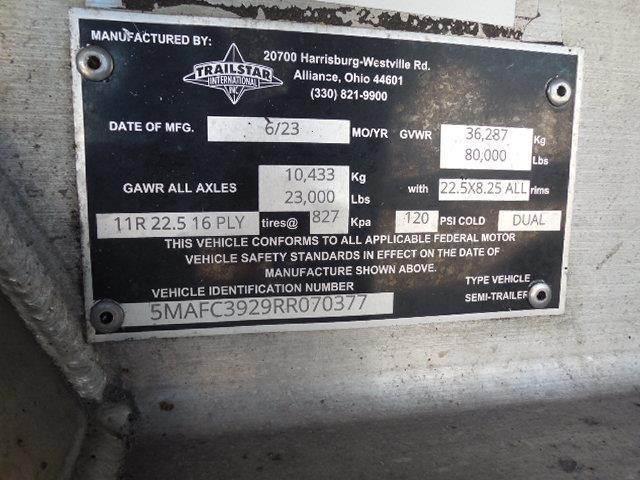 MANUFACTURED BY:
TRAILSTAR
INTERNATIONAL
INC
20700 Harrisburg-Westville Rd.
Alliance, Ohio 44601
(330) 821-9900
DATE OF MFG. 6/23 MO/YR GVWR 36,287 Kg
80,000 Lbs
GAWR ALL AXLES 10,433 Kg
23,000 Lbs with 22.5X8.25 ALL rims
11R 22.5 16 PLY tires@ 827 Kpa 120 PSI COLD DUAL
THIS VEHICLE CONFORMS TO ALL APPLICABLE FEDERAL MOTOR
VEHICLE SAFETY STANDARDS IN EFFECT ON THE DATE OF
MANUFACTURE SHOWN ABOVE.
VEHICLE IDENTIFICATION NUMBER TYPE VEHICLE
5MAFC3929RR070377 SEMI-TRAILER